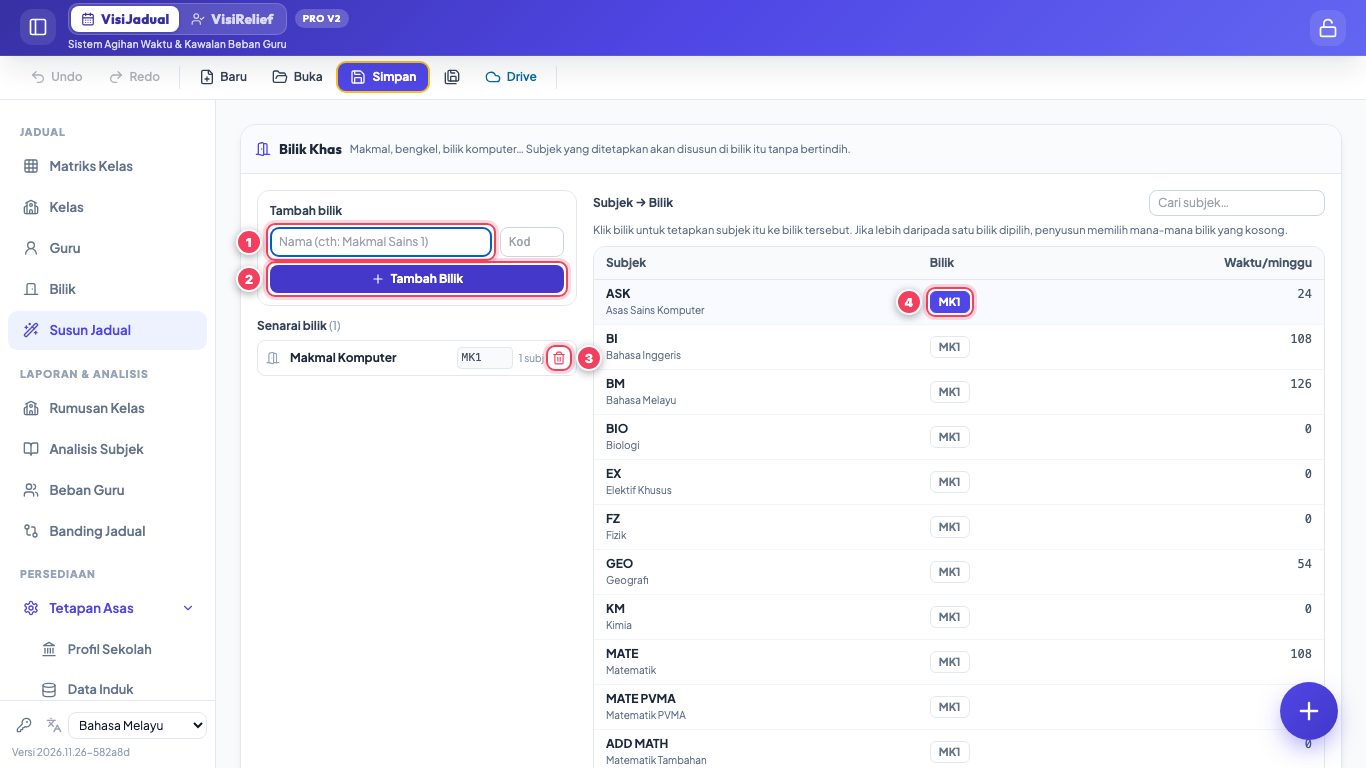 VisiJadual VisiRelief PRO V2
Sistem Agihan Waktu & Kawalan Beban Guru
Undo Redo Baru Buka Simpan Drive
JADUAL
Matriks Kelas
Kelas
Guru
Bilik
Susun Jadual
LAPORAN & ANALISIS
Rumusan Kelas
Analisis Subjek
Beban Guru
Banding Jadual
PERSEDIAAN
Tetapan Asas
Profil Sekolah
Data Induk
Bahasa Melayu
Versi 2026.11.26-582a8d
Bilik Khas Makmal, bengkel, bilik komputer... Subjek yang ditetapkan akan disusun di bilik itu tanpa bertindih.
Tambah bilik
1 Nama (cth: Makmal Sains 1) Kod
2 + Tambah Bilik
Senarai bilik (1)
Makmal Komputer MK1 1 subj 3
Subjek → Bilik Cari subjek...
Klik bilik untuk tetapkan subjek itu ke bilik tersebut. Jika lebih daripada satu bilik dipilih, penyusun memilih mana-mana bilik yang kosong.
Subjek Bilik Waktu/minggu
ASK 4 MK1 24
Asas Sains Komputer
BI MK1 108
Bahasa Inggeris
BM MK1 126
Bahasa Melayu
BIO MK1 0
Biologi
EX MK1 0
Elektif Khusus
FZ MK1 0
Fizik
GEO MK1 54
Geografi
KM MK1 0
Kimia
MATE MK1 108
Matematik
MATE PVMA MK1
Matematik PVMA
ADD MATH MK1 0
Matematik Tambahan